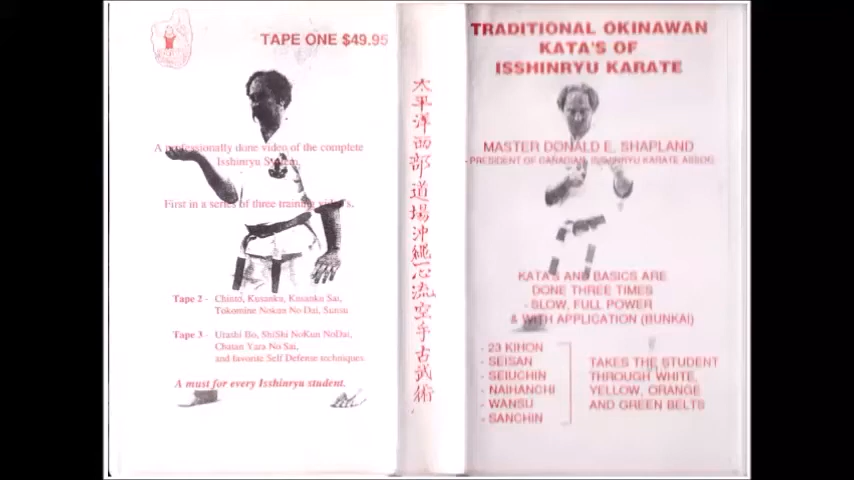 TAPE ONE $49.95
A professionally done video of the complete
Isshinryu System.
First in a series of three training video's.
Tape 2 - Chinto, Kusanku, Kusanku Sai,
Tokomine Nokun No Dai, Sunsu
Tape 3 - Urashi Bo, ShiShi NoKun NoDai,
Chatan Yara No Sai,
and favorite Self Defense techniques.
A must for every Isshinryu student.
太平洋西部道場沖縄一心流空手古武術
TRADITIONAL OKINAWAN
KATA'S OF
ISSHINRYU KARATE
MASTER DONALD E. SHAPLAND
- PRESIDENT OF CANADIAN ISSHINRYU KARATE ASSOC.
KATA'S AND BASICS ARE
DONE THREE TIMES
- SLOW, FULL POWER
& WITH APPLICATION (BUNKAI)
- 23 KIHON
- SEISAN
- SEIUCHIN
- NAIHANCHI
- WANSU
- SANCHIN
TAKES THE STUDENT
THROUGH WHITE,
YELLOW, ORANGE
AND GREEN BELTS